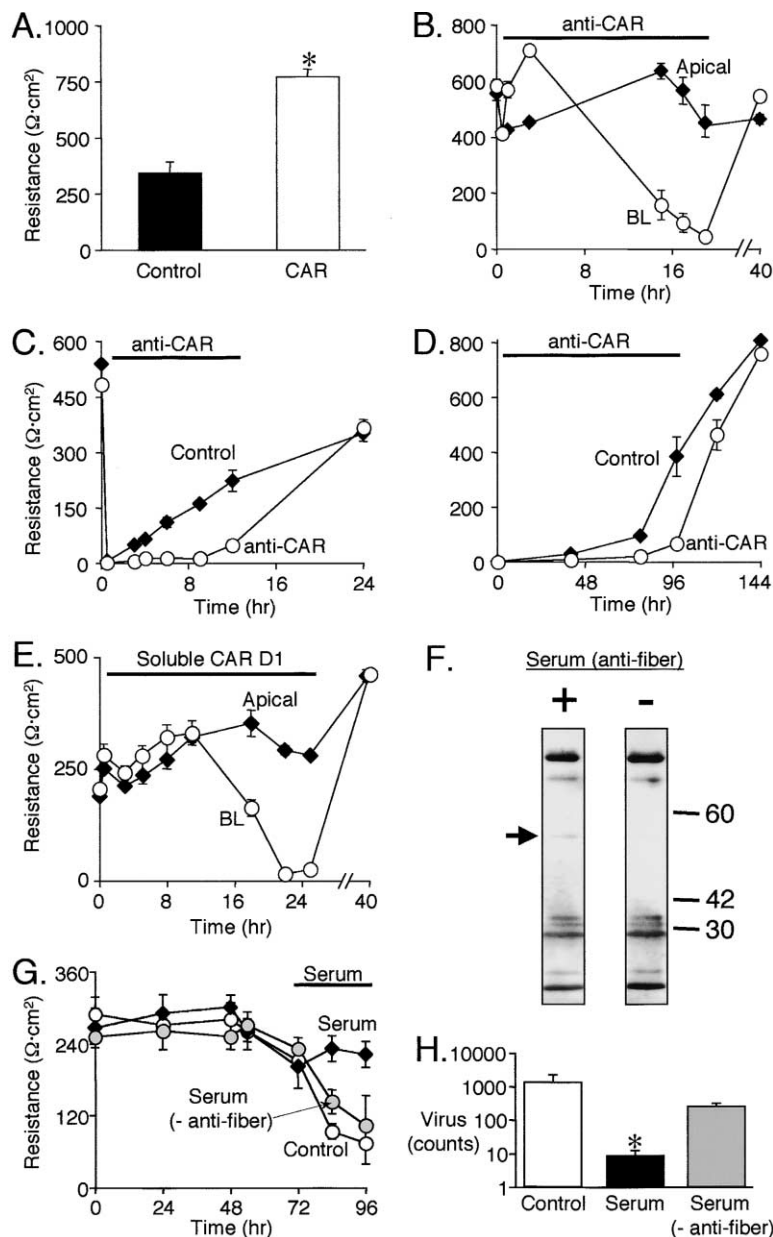 A.
1000
750
500
250
0
Resistance (Ω·cm²)
*
Control
CAR
B.
anti-CAR
800
600
400
200
0
Apical
BL
0
8
16
40
Time (hr)
C.
anti-CAR
600
450
300
150
0
Resistance (Ω·cm²)
Control
anti-CAR
0
8
16
24
Time (hr)
D.
anti-CAR
800
600
400
200
0
Control
anti-CAR
0
48
96
144
Time (hr)
E.
Soluble CAR D1
500
250
0
Resistance (Ω·cm²)
Apical
BL
0
8
16
24
40
Time (hr)
F.
Serum (anti-fiber)
+
-
60
42
30
G.
Serum
360
240
120
0
Resistance (Ω·cm²)
Serum
Serum
(- anti-fiber)
Control
0
24
48
72
96
Time (hr)
H.
10000
1000
100
10
1
Virus
(counts)
*
Control
Serum
Serum
(- anti-fiber)